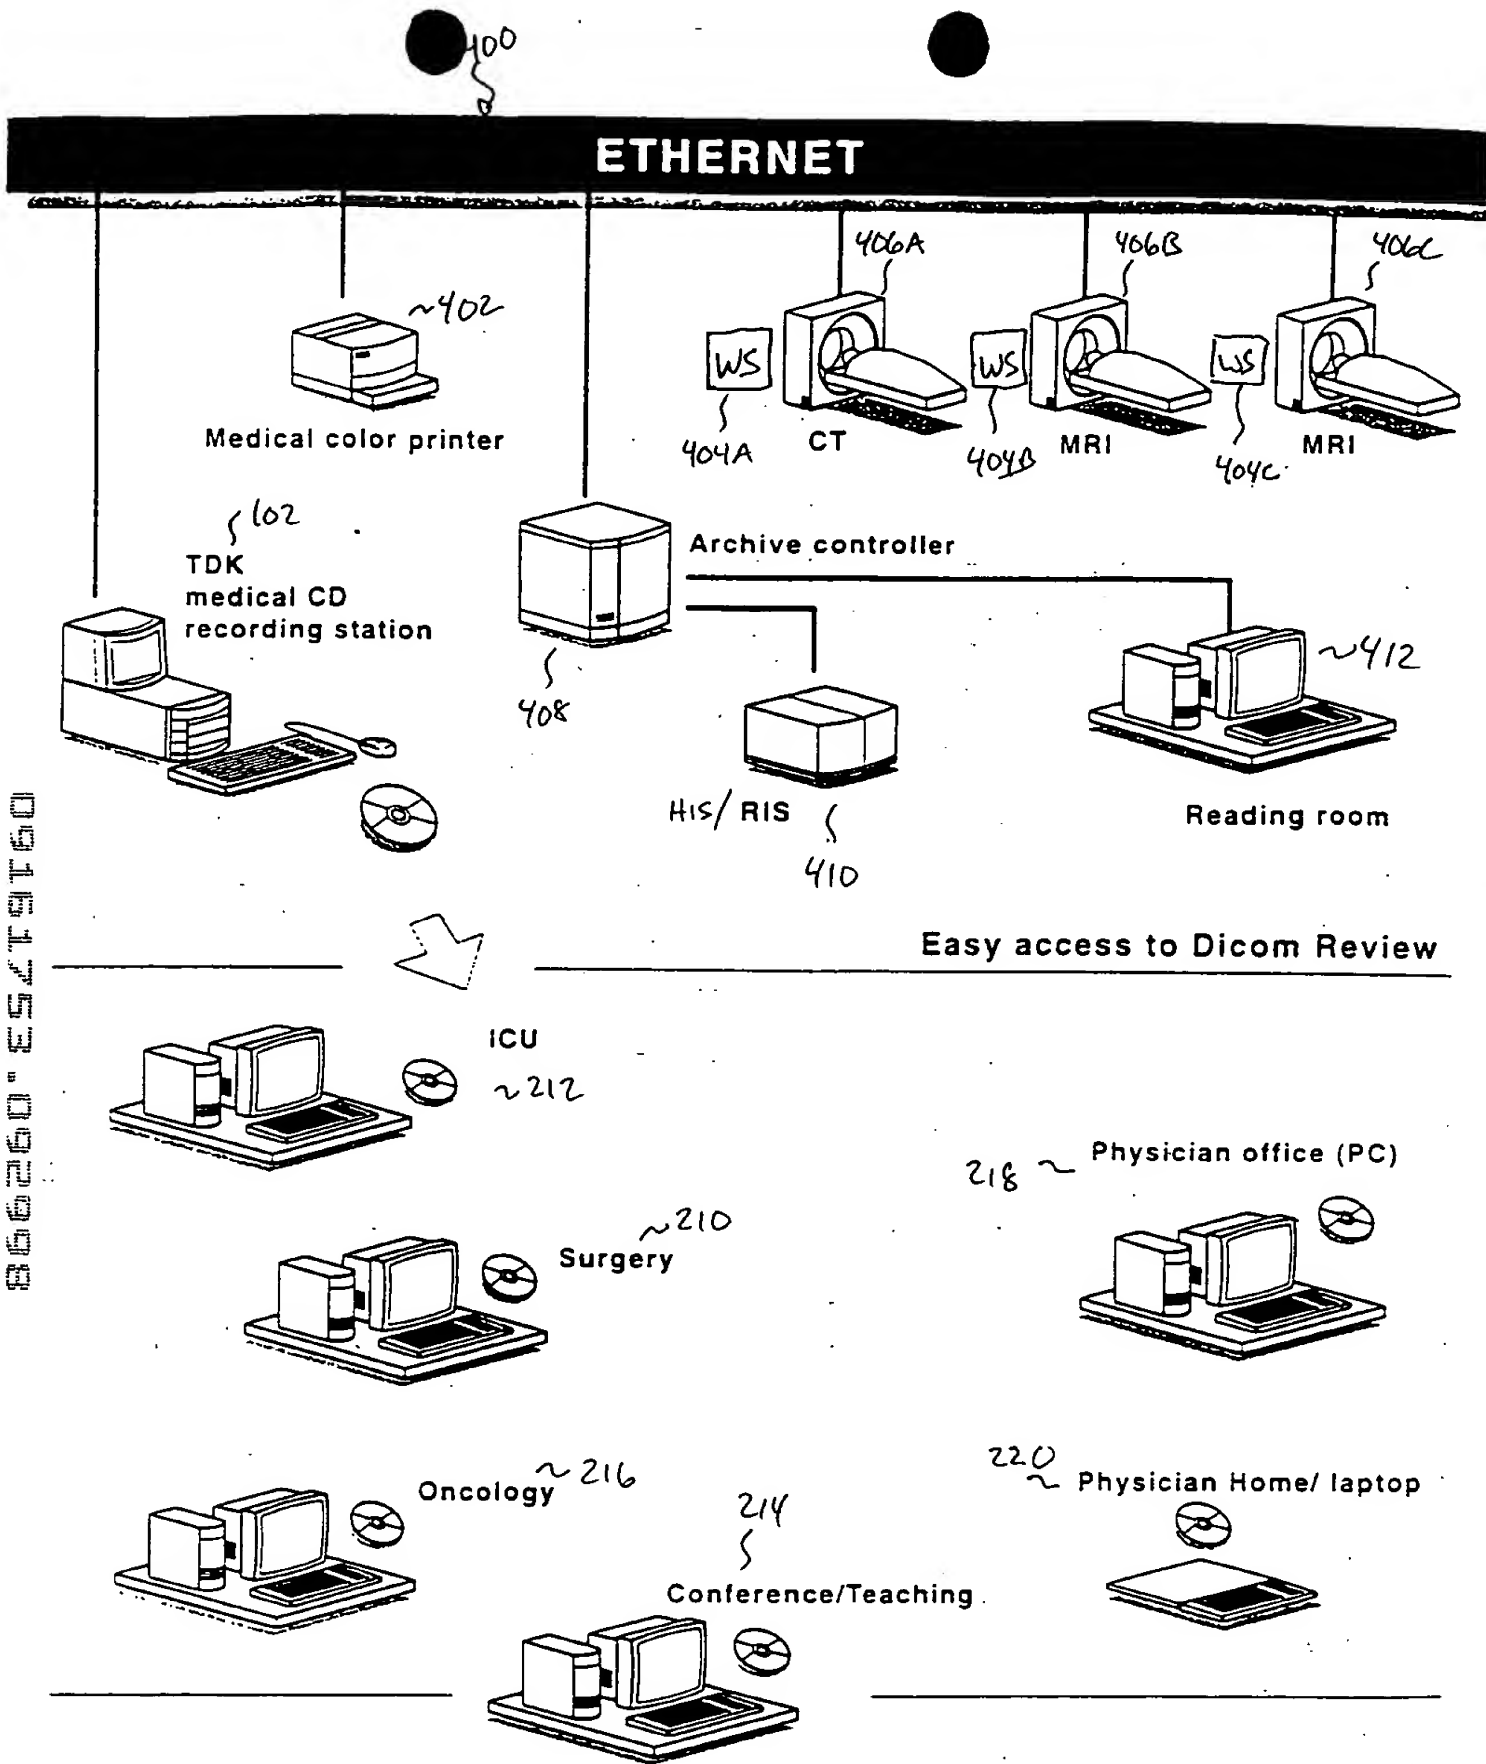 400
ETHERNET
406A
406B
406C
402
WS
WS
WS
Medical color printer
404A
CT
404B
MRI
404C
MRI
102
TDK
medical CD
recording station
Archive controller
408
412
HIS/ RIS
410
Reading room
09161753.092998
Easy access to Dicom Review
ICU
212
218
Physician office (PC)
210
Surgery
Oncology
216
220
Physician Home/ laptop
214
Conference/Teaching